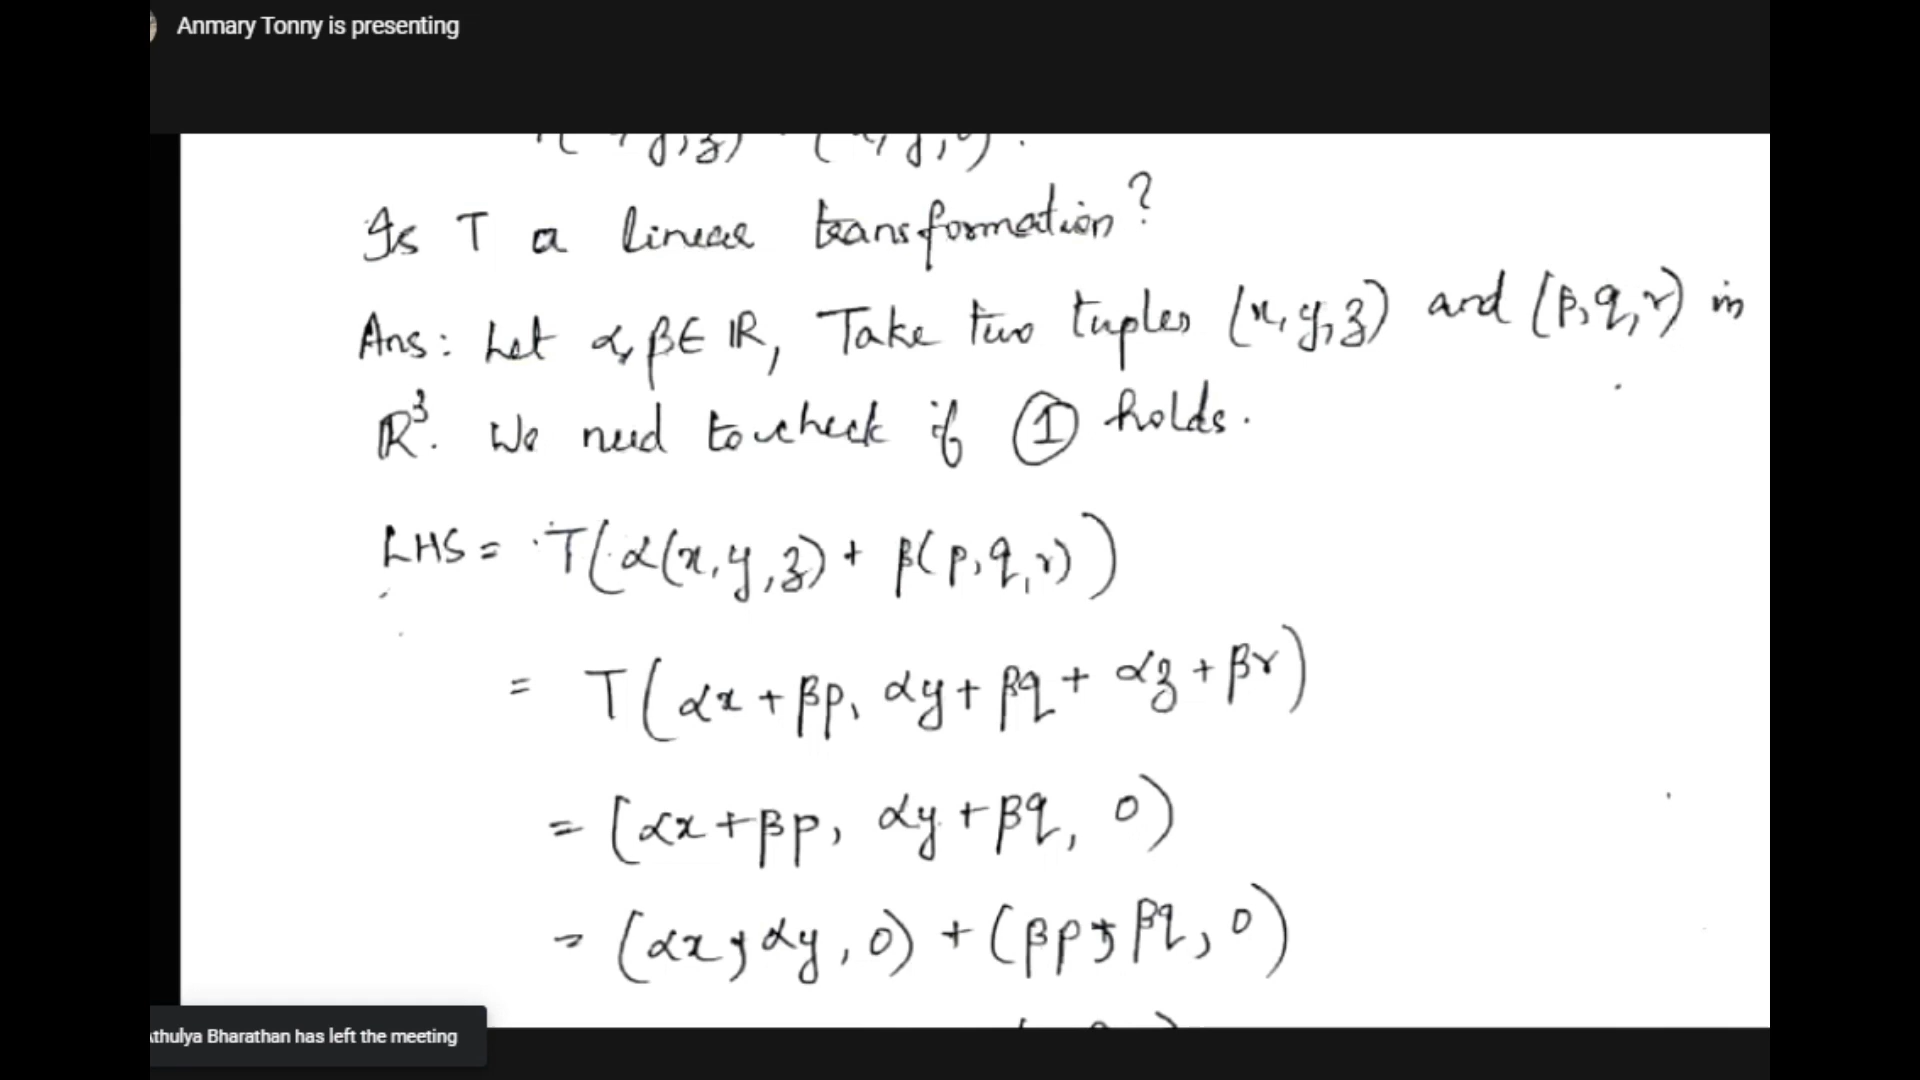 Anmary Tonny is presenting
Is T a linear transformation?
Ans: Let α, β ∈ ℝ, Take two tuples (x, y, z) and (p, q, r) in
ℝ³. We need to check if ① holds.
LHS = T(α(x, y, z) + β(p, q, r))
= T(αx + βp, αy + βq + αz + βr)
= (αx + βp, αy + βq, 0)
= (αx, αy, 0) + (βp, βq, 0)
thulya Bharathan has left the meeting